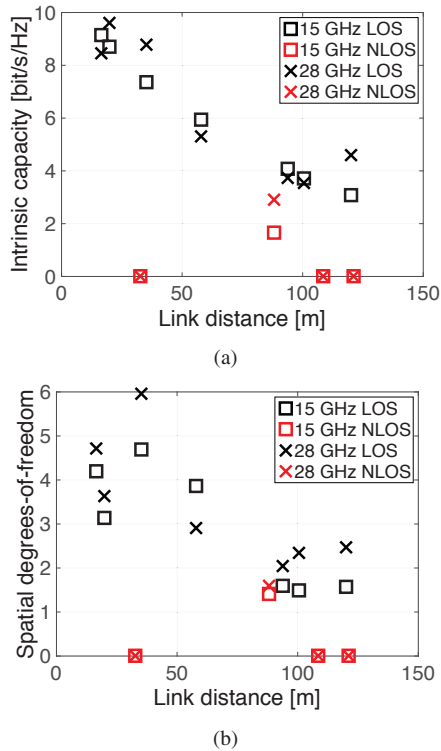 10
8
6
4
2
0
Intrinsic capacity [bit/s/Hz]
15 GHz LOS
15 GHz NLOS
28 GHz LOS
28 GHz NLOS
0 50 100 150
Link distance [m]
(a)
6
5
4
3
2
1
0
Spatial degrees-of-freedom
15 GHz LOS
15 GHz NLOS
28 GHz LOS
28 GHz NLOS
0 50 100 150
Link distance [m]
(b)